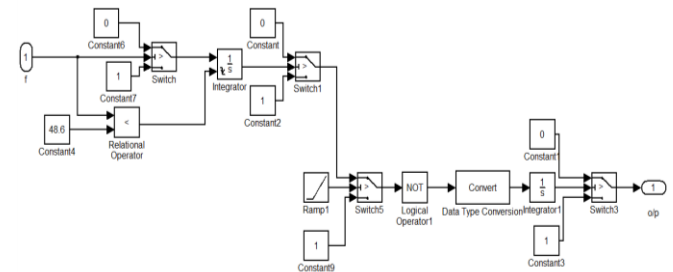 0
Constant6
0
Constant
1
f
>
Switch
1
s
Integrator
>
Switch1
1
Constant7
1
Constant2
48.6
Constant4
<
Relational
Operator
0
Constant1
Ramp1
>
Switch5
NOT
Logical
Operator1
Convert
Data Type Conversion
1
s
Integrator1
>
Switch3
1
o/p
1
Constant9
1
Constant3